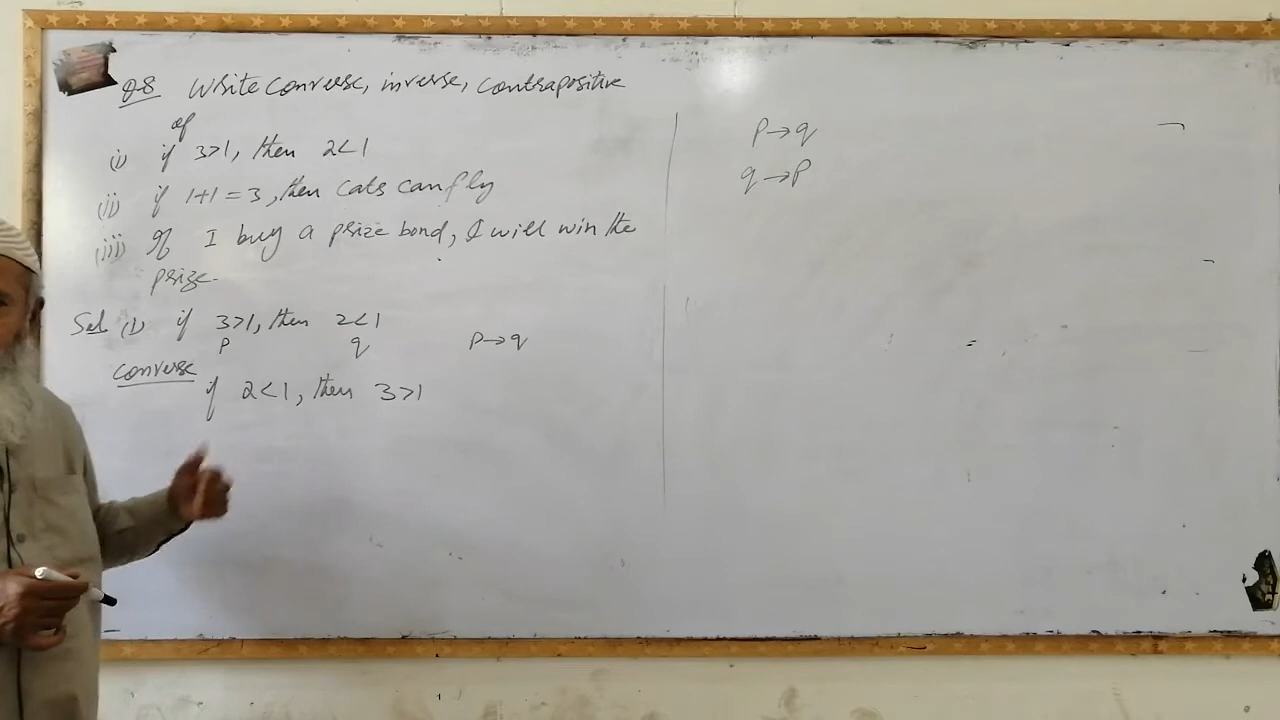 Q8 Write converse, inverse, contrapositive
of
(i) if 3>1, then 2<1
(ii) if 1+1=3, then cats can fly
(iii) If I buy a prize bond, I will win the
prize.
Sol (i) if 3>1, then 2<1
p q p→q
converse
if 2<1, then 3>1
p→q
q→p